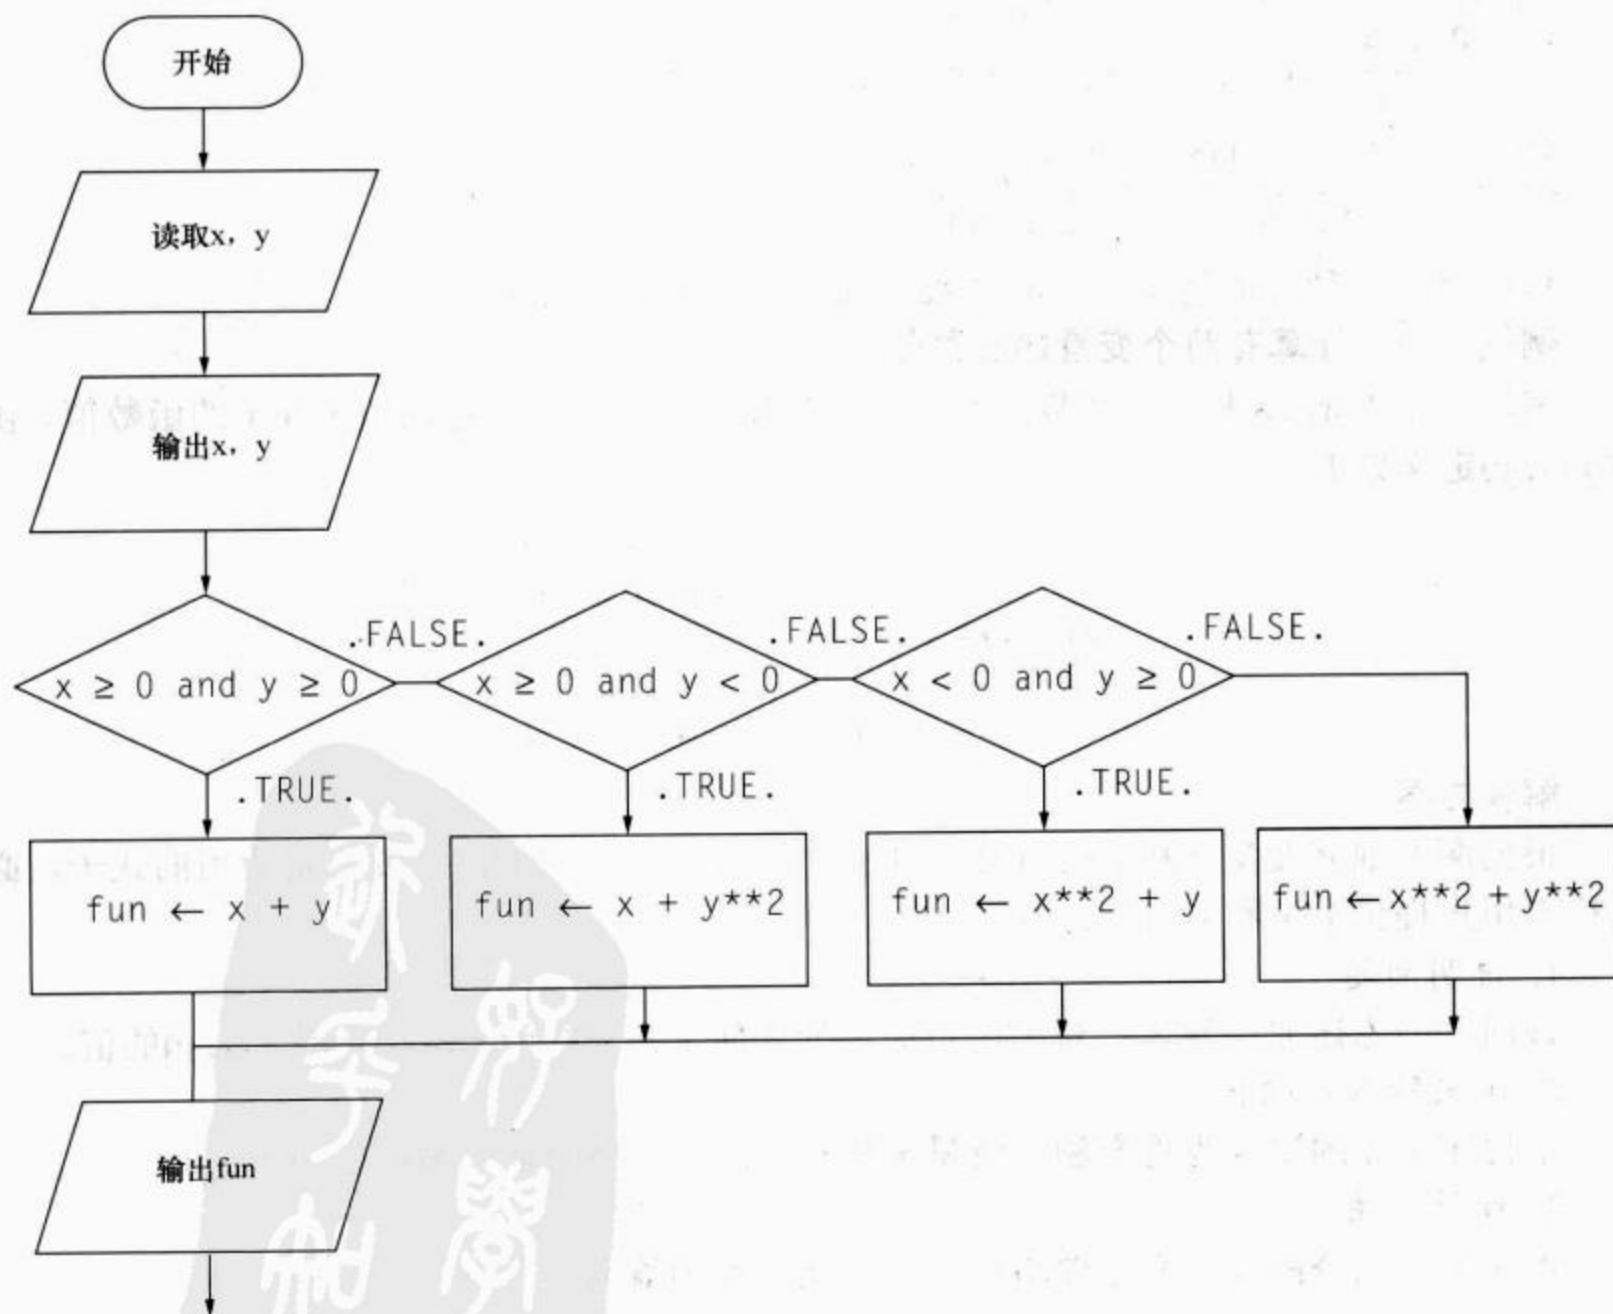 开始
读取x，y
输出x，y
x ≥ 0 and y ≥ 0
.FALSE.
x ≥ 0 and y < 0
.FALSE.
x < 0 and y ≥ 0
.FALSE.
.TRUE.
.TRUE.
.TRUE.
fun ← x + y
fun ← x + y**2
fun ← x**2 + y
fun ← x**2 + y**2
输出fun